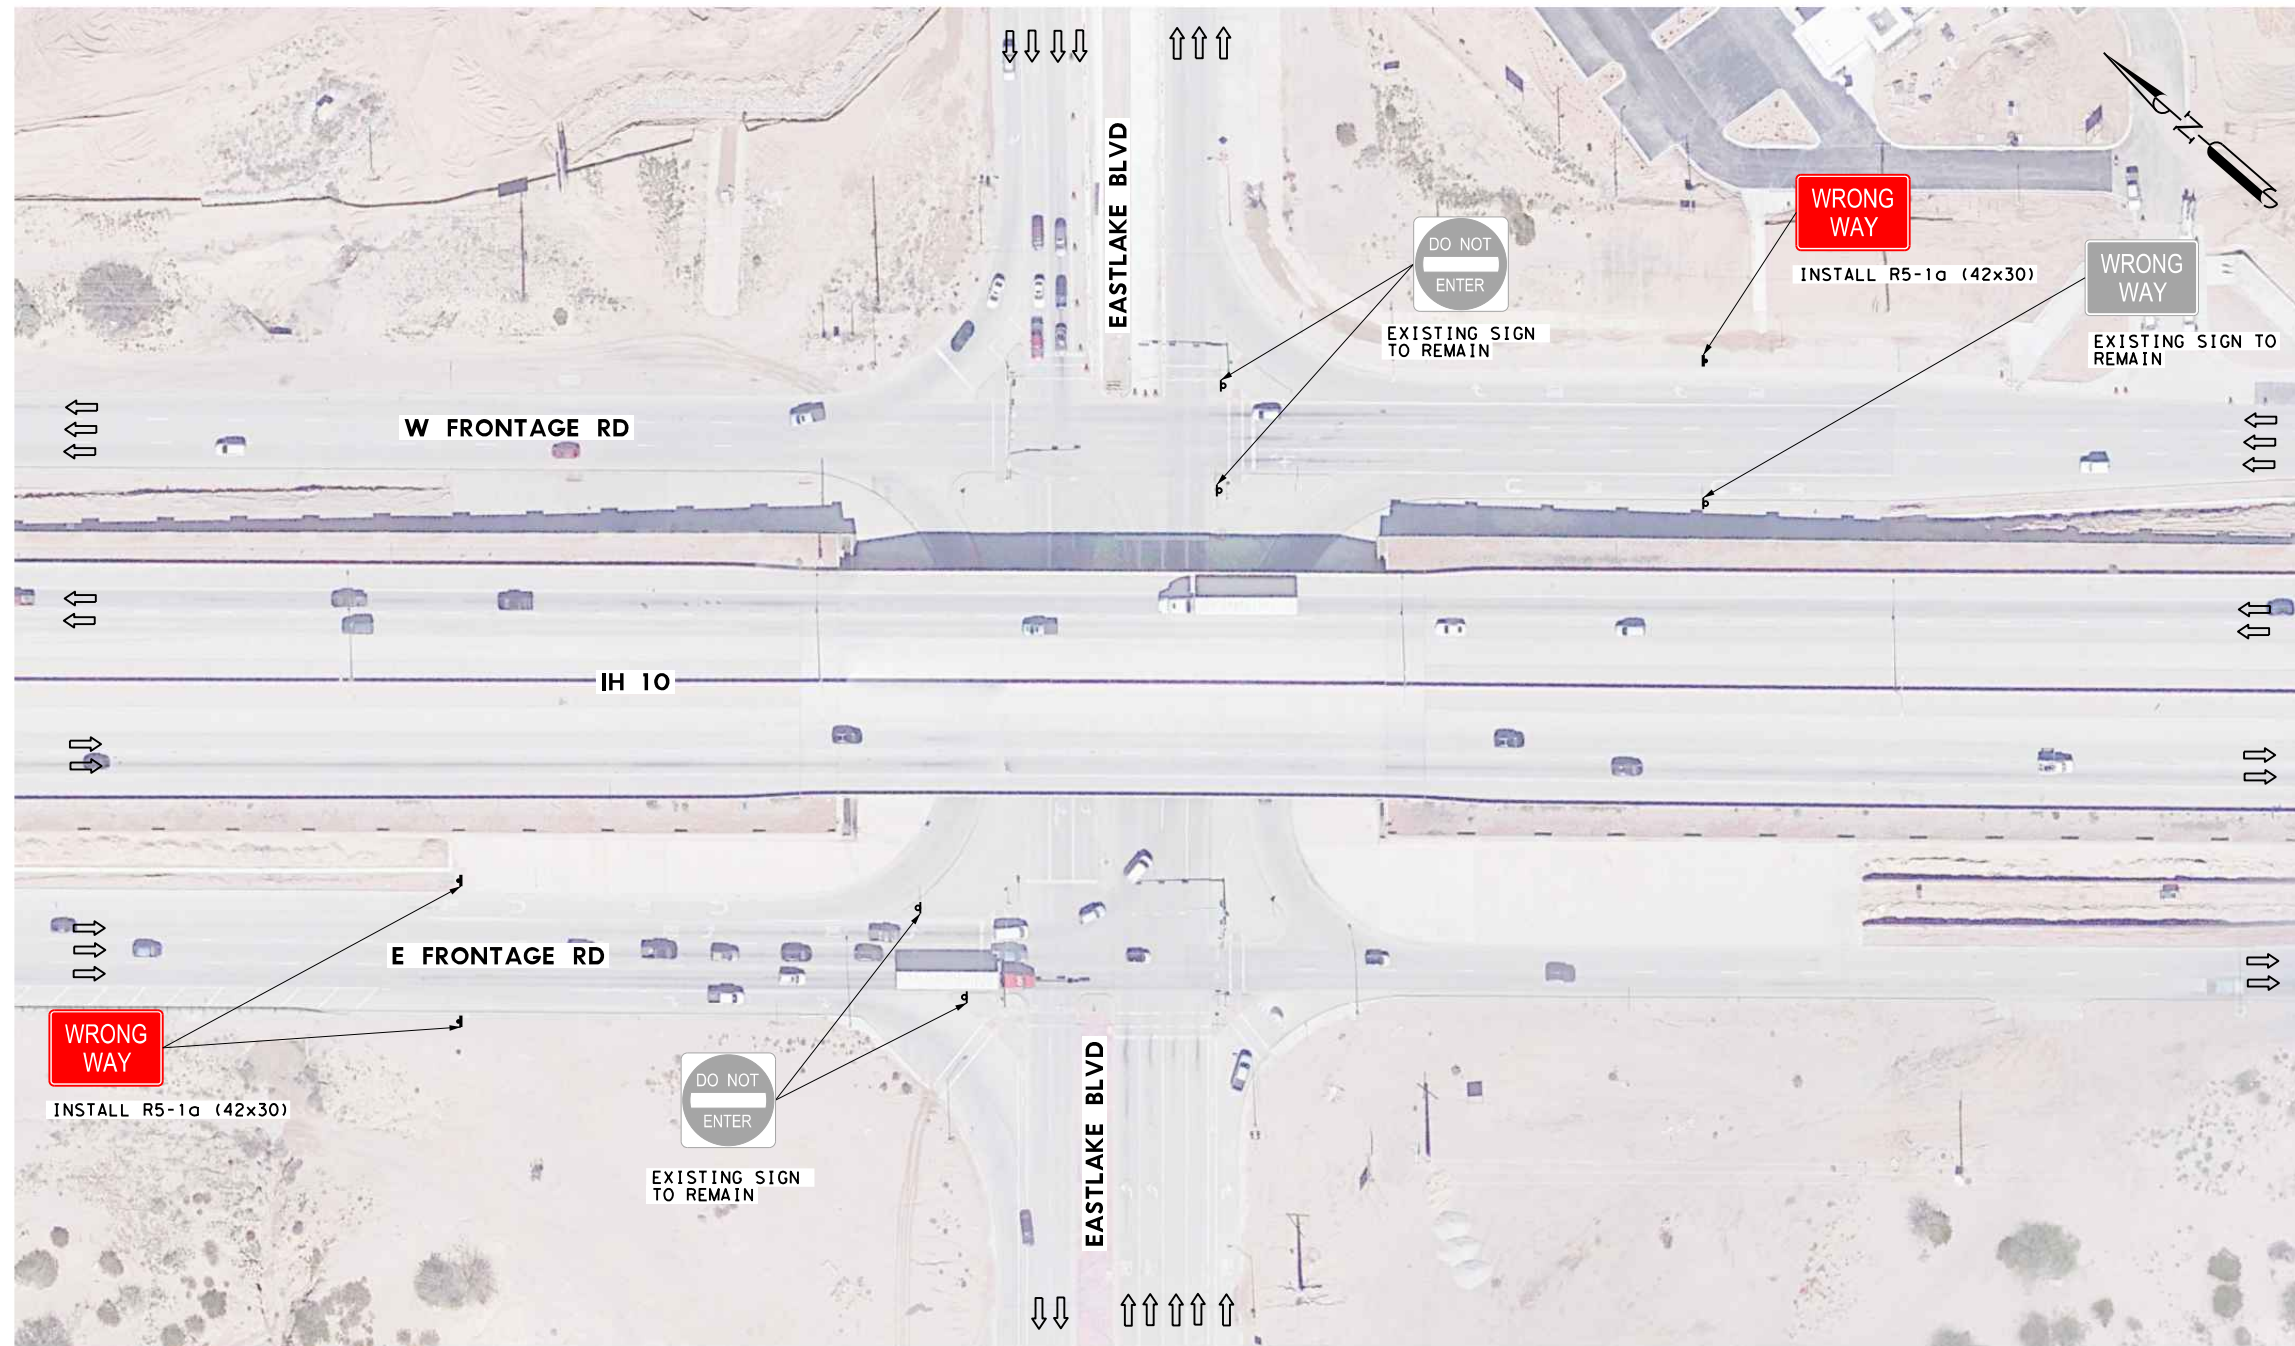 EASTLAKE BLVD
N
WRONG
WAY
INSTALL R5-1a (42x30)
DO NOT
ENTER
EXISTING SIGN
TO REMAIN
WRONG
WAY
EXISTING SIGN TO
REMAIN
W FRONTAGE RD
IH 10
E FRONTAGE RD
WRONG
WAY
INSTALL R5-1a (42x30)
DO NOT
ENTER
EXISTING SIGN
TO REMAIN
EASTLAKE BLVD